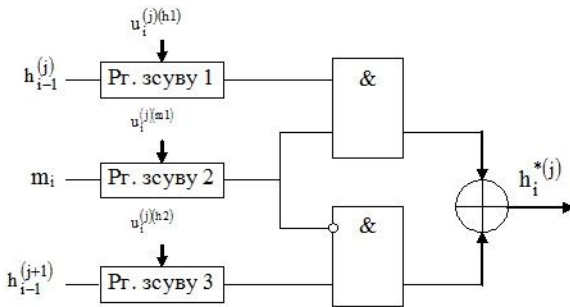 u_i^{(j)(h1)}
h_{i-1}^{(j)} Рг. зсуву 1 &
u_i^{(j)(m1)}
m_i Рг. зсуву 2 h_i^{*(j)}
u_i^{(j)(h2)}
&
h_{i-1}^{(j+1)} Рг. зсуву 3